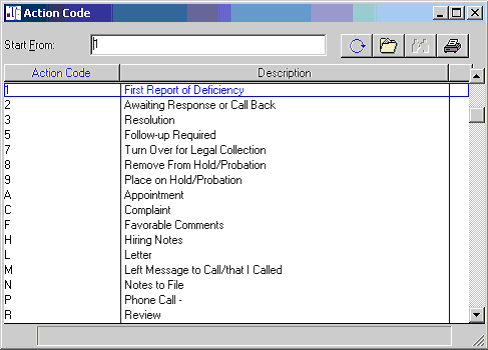 Action Code
Start From: 1
Action Code Description
1 First Report of Deficiency
2 Awaiting Response or Call Back
3 Resolution
5 Follow-up Required
7 Turn Over for Legal Collection
8 Remove From Hold/Probation
9 Place on Hold/Probation
A Appointment
C Complaint
F Favorable Comments
H Hiring Notes
L Letter
M Left Message to Call/that I Called
N Notes to File
P Phone Call -
R Review